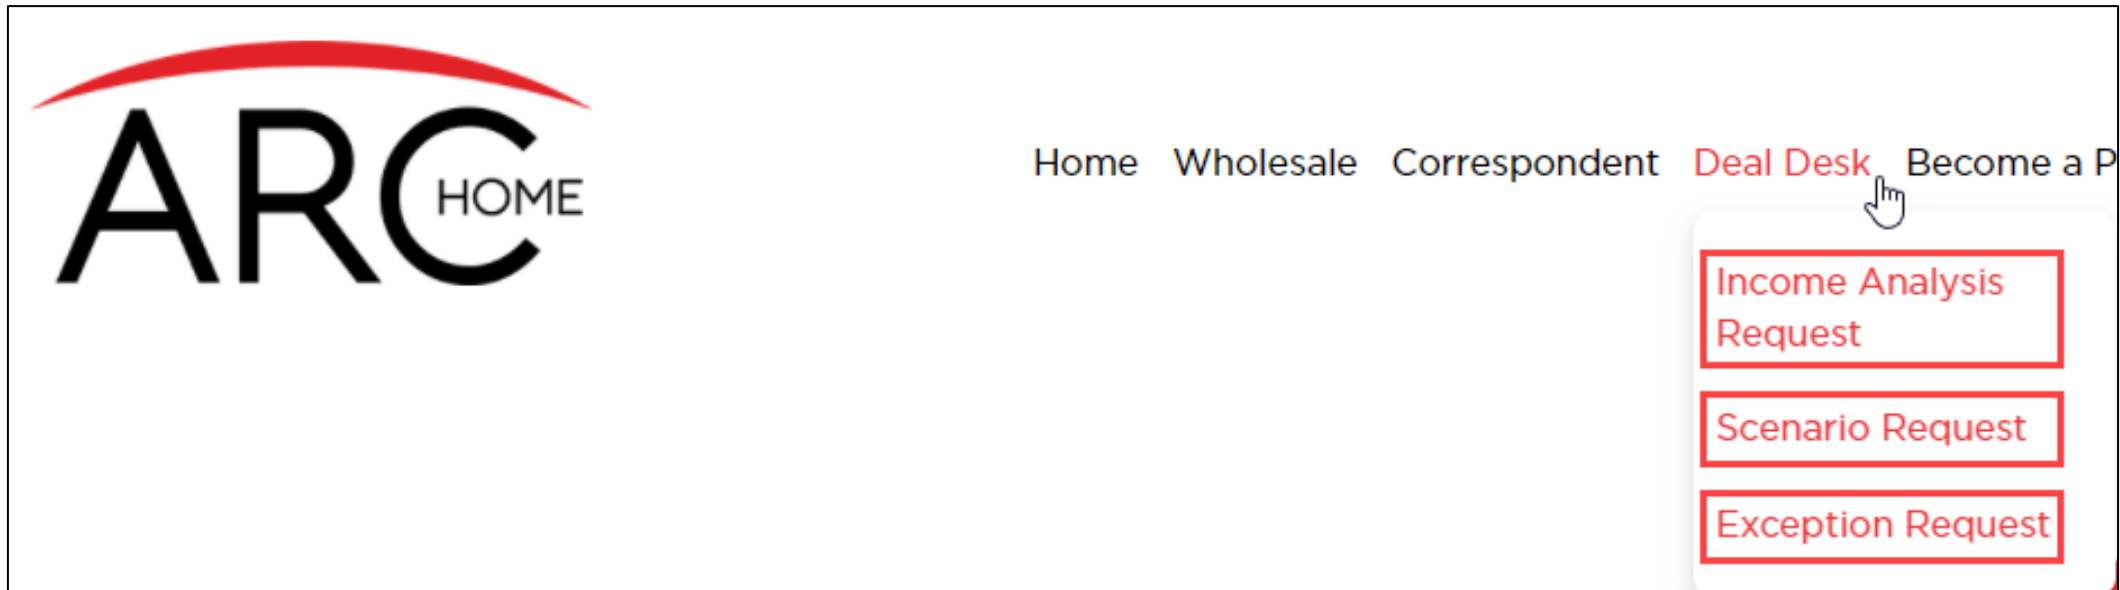 ARC HOME
Home Wholesale Correspondent Deal Desk Become a P
Income Analysis
Request
Scenario Request
Exception Request